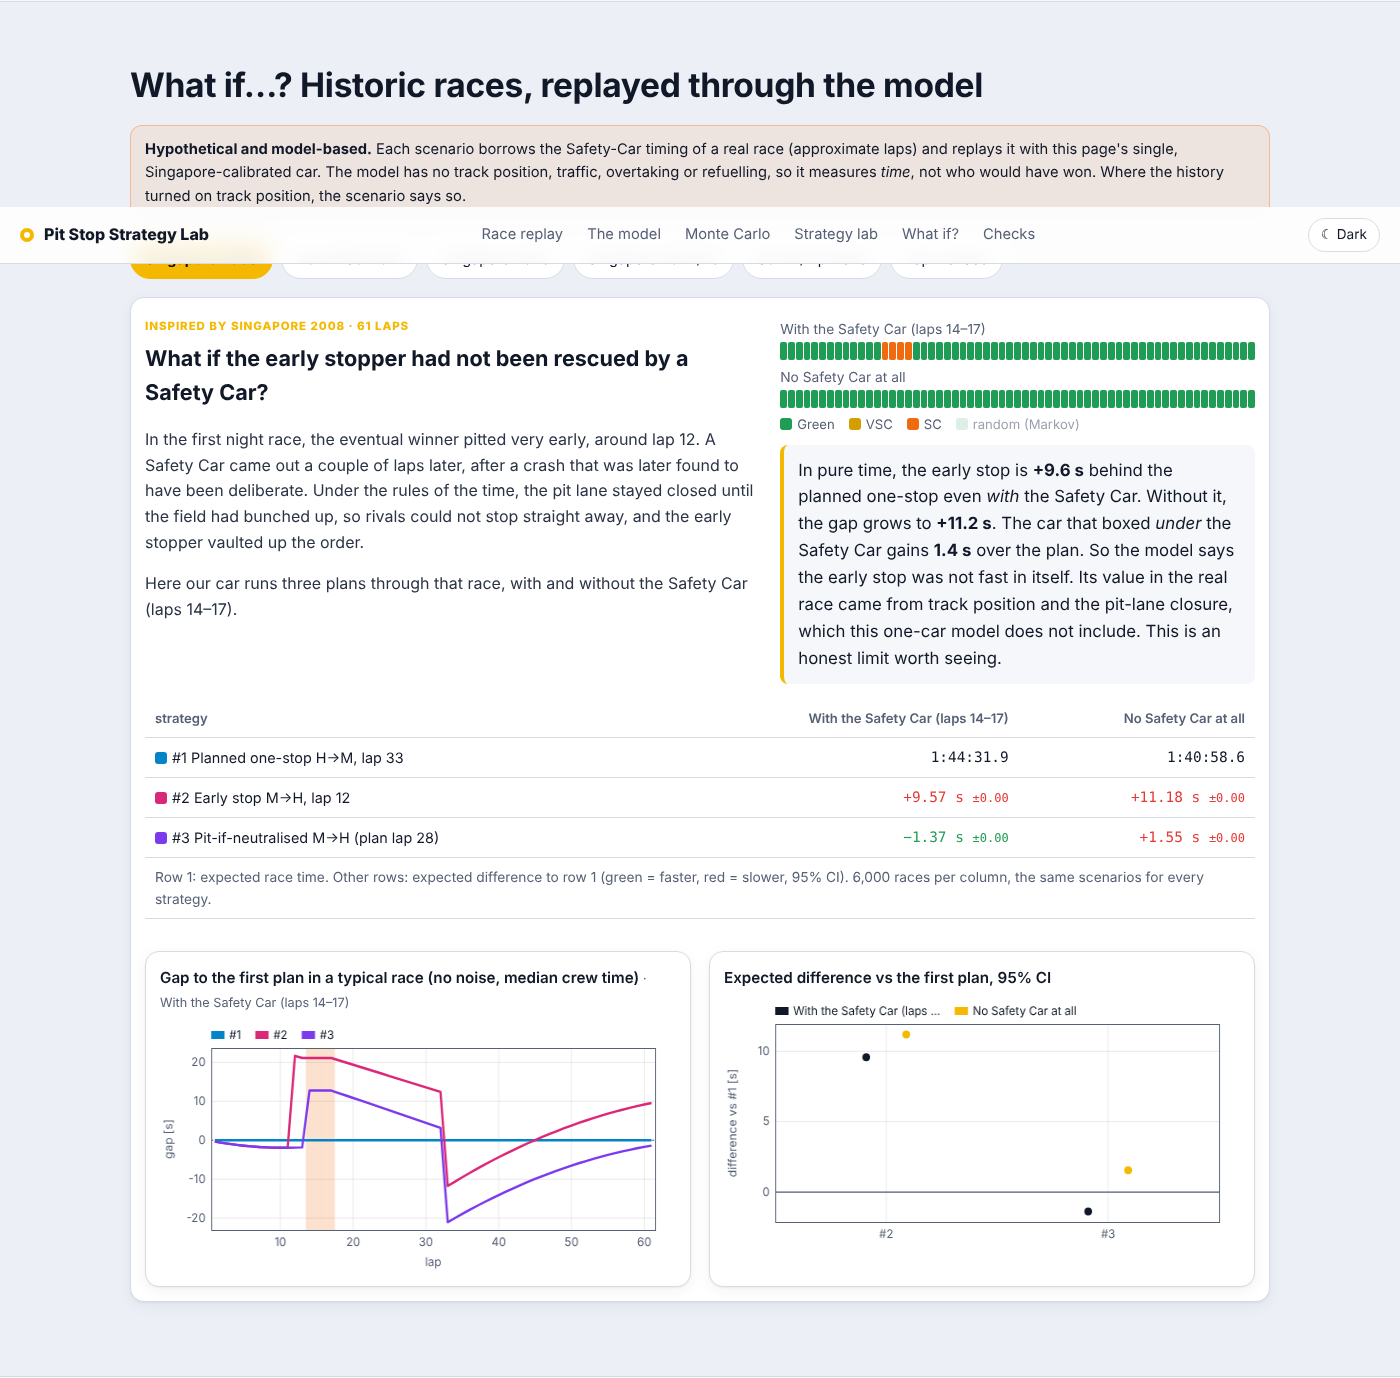 What if…? Historic races, replayed through the model
Hypothetical and model-based. Each scenario borrows the Safety-Car timing of a real race (approximate laps) and replays it with this page's single,
Singapore-calibrated car. The model has no track position, traffic, overtaking or refuelling, so it measures time, not who would have won. Where the history
turned on track position, the scenario says so.
Pit Stop Strategy Lab
Race replay
The model
Monte Carlo
Strategy lab
What if?
Checks
☾ Dark
INSPIRED BY SINGAPORE 2008 · 61 LAPS
What if the early stopper had not been rescued by a
Safety Car?
In the first night race, the eventual winner pitted very early, around lap 12. A
Safety Car came out a couple of laps later, after a crash that was later found to
have been deliberate. Under the rules of the time, the pit lane stayed closed until
the field had bunched up, so rivals could not stop straight away, and the early
stopper vaulted up the order.
Here our car runs three plans through that race, with and without the Safety Car
(laps 14–17).
With the Safety Car (laps 14–17)
No Safety Car at all
Green VSC SC random (Markov)
In pure time, the early stop is +9.6 s behind the
planned one-stop even with the Safety Car. Without it,
the gap grows to +11.2 s. The car that boxed under the
Safety Car gains 1.4 s over the plan. So the model says
the early stop was not fast in itself. Its value in the real
race came from track position and the pit-lane closure,
which this one-car model does not include. This is an
honest limit worth seeing.
strategy With the Safety Car (laps 14–17) No Safety Car at all
#1 Planned one-stop H→M, lap 33 1:44:31.9 1:40:58.6
#2 Early stop M→H, lap 12 +9.57 s ±0.00 +11.18 s ±0.00
#3 Pit-if-neutralised M→H (plan lap 28) −1.37 s ±0.00 +1.55 s ±0.00
Row 1: expected race time. Other rows: expected difference to row 1 (green = faster, red = slower, 95% CI). 6,000 races per column, the same scenarios for every
strategy.
Gap to the first plan in a typical race (no noise, median crew time) ·
With the Safety Car (laps 14–17)
#1 #2 #3
20
10
0
-10
-20
gap [s]
10 20 30 40 50 60
lap
Expected difference vs the first plan, 95% CI
With the Safety Car (laps ... No Safety Car at all
10
5
0
difference vs #1 [s]
#2 #3